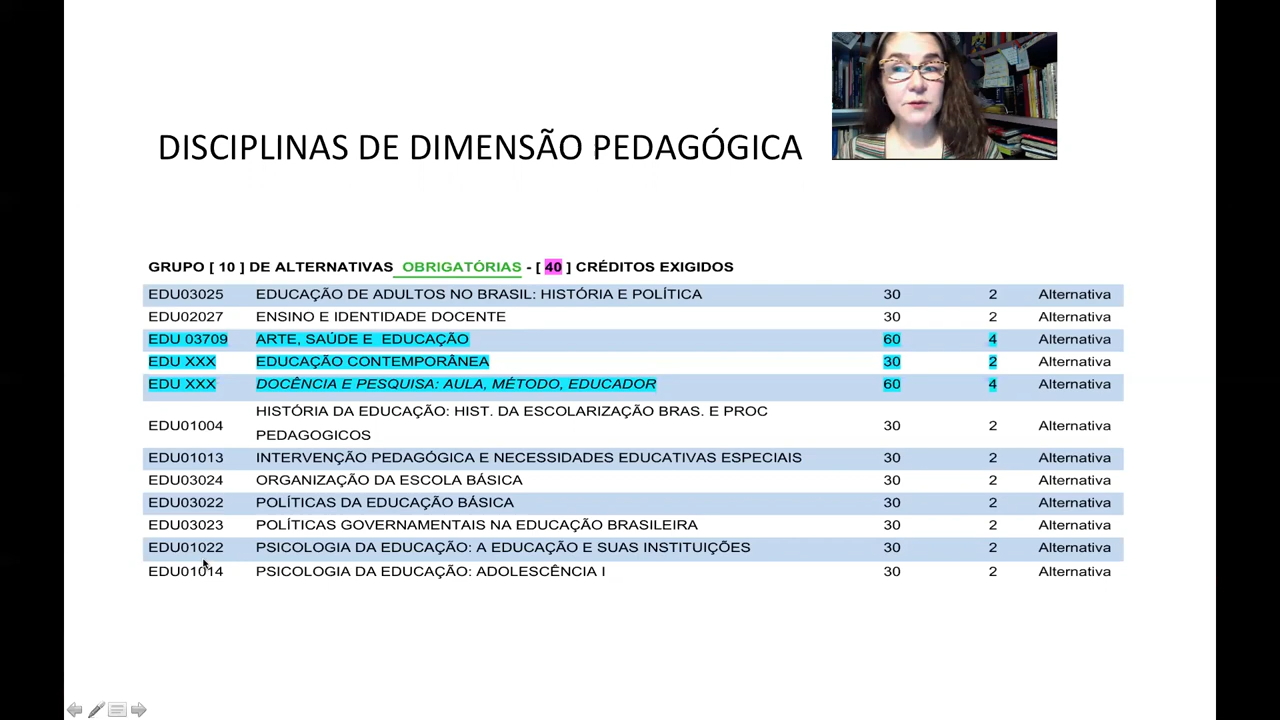 DISCIPLINAS DE DIMENSÃO PEDAGÓGICA
GRUPO [ 10 ] DE ALTERNATIVAS OBRIGATÓRIAS - [ 40 ] CRÉDITOS EXIGIDOS
EDU03025 EDUCAÇÃO DE ADULTOS NO BRASIL: HISTÓRIA E POLÍTICA 30 2 Alternativa
EDU02027 ENSINO E IDENTIDADE DOCENTE 30 2 Alternativa
EDU 03709 ARTE, SAÚDE E EDUCAÇÃO 60 4 Alternativa
EDU XXX EDUCAÇÃO CONTEMPORÂNEA 30 2 Alternativa
EDU XXX DOCÊNCIA E PESQUISA: AULA, MÉTODO, EDUCADOR 60 4 Alternativa
HISTÓRIA DA EDUCAÇÃO: HIST. DA ESCOLARIZAÇÃO BRAS. E PROC
EDU01004 30 2 Alternativa
PEDAGOGICOS
EDU01013 INTERVENÇÃO PEDAGÓGICA E NECESSIDADES EDUCATIVAS ESPECIAIS 30 2 Alternativa
EDU03024 ORGANIZAÇÃO DA ESCOLA BÁSICA 30 2 Alternativa
EDU03022 POLÍTICAS DA EDUCAÇÃO BÁSICA 30 2 Alternativa
EDU03023 POLÍTICAS GOVERNAMENTAIS NA EDUCAÇÃO BRASILEIRA 30 2 Alternativa
EDU01022 PSICOLOGIA DA EDUCAÇÃO: A EDUCAÇÃO E SUAS INSTITUIÇÕES 30 2 Alternativa
EDU01014 PSICOLOGIA DA EDUCAÇÃO: ADOLESCÊNCIA I 30 2 Alternativa